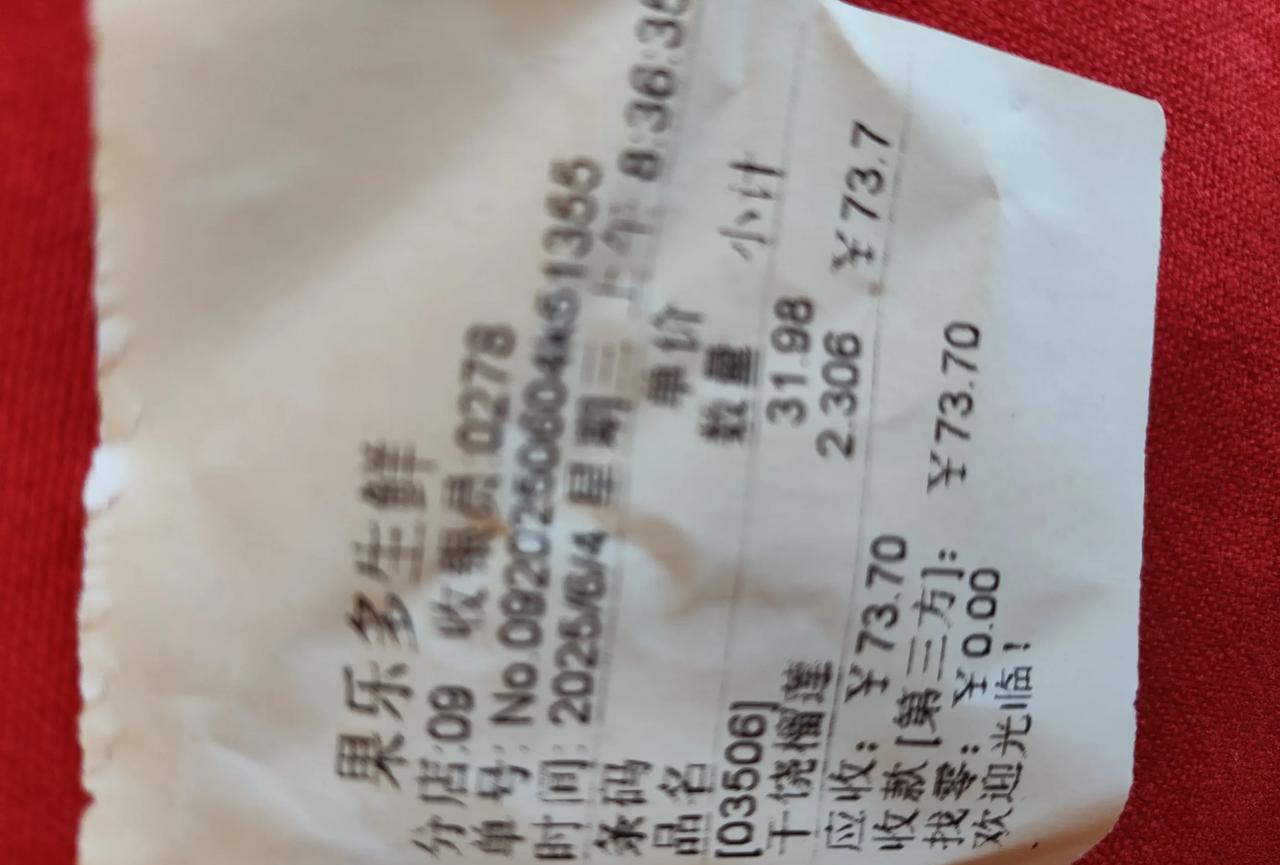 果乐多生鲜
分店:09 收银员:0278
单号: No.09202506044451355
时间: 2025/6/4 星期三 上午 8:36:36
条码 单价
品名 数量 小计
[03506] 31.98
干饶榴莲 2.306 ¥73.7
应收: ¥73.70
收款[第三方]: ¥73.70
找零: ¥0.00
欢迎光临!